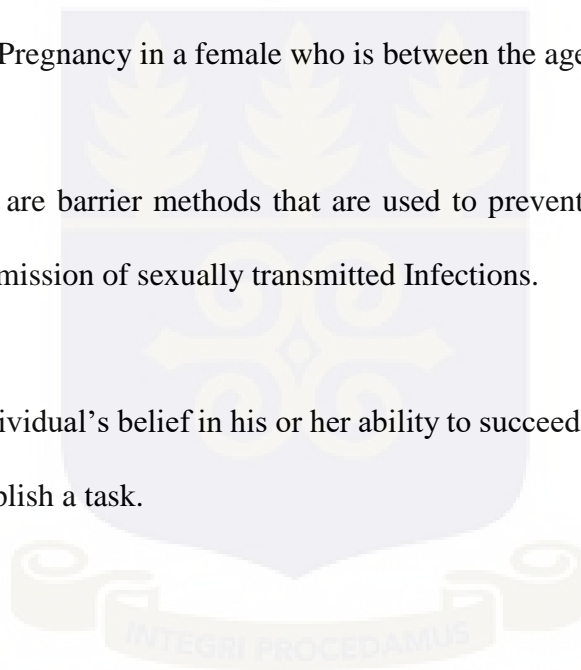 Pregnancy in a female who is between the age
are barrier methods that are used to prevent
mission of sexually transmitted Infections.
ividual’s belief in his or her ability to succeed
plish a task.
INTEGRI PROCEDAMUS